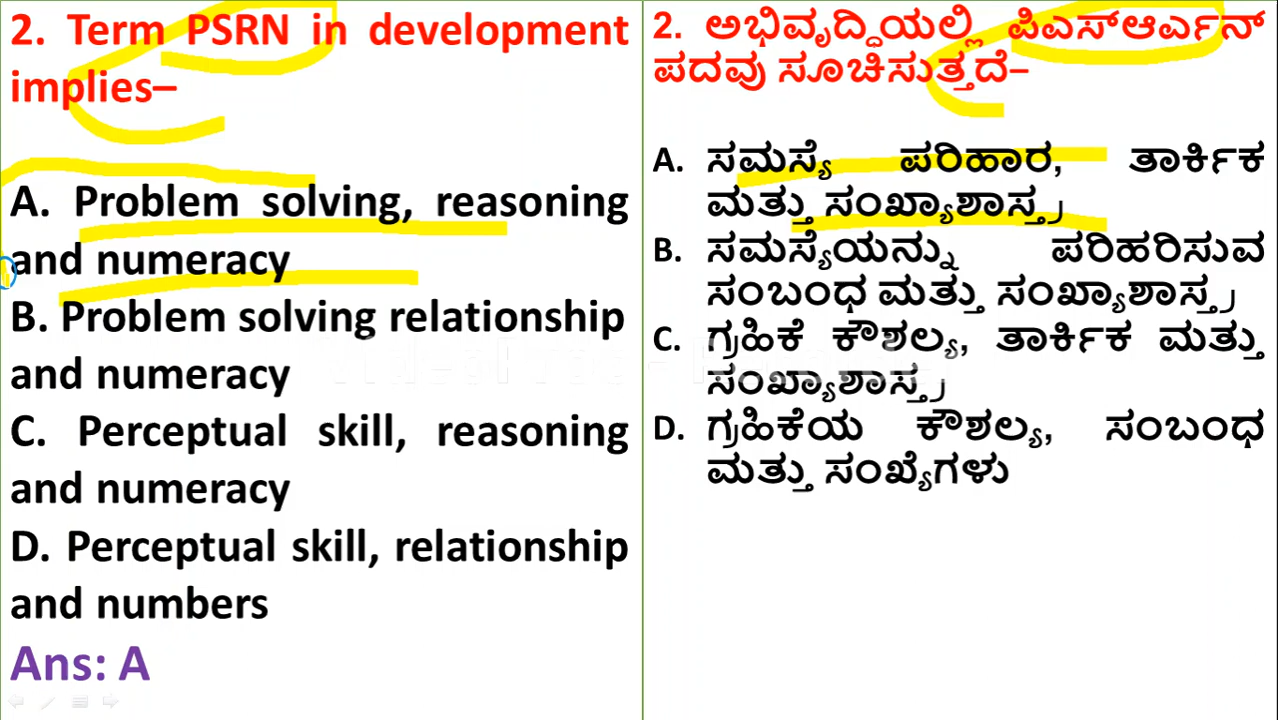 2. Term PSRN in development
implies–
A. Problem solving, reasoning
and numeracy
B. Problem solving relationship
and numeracy
C. Perceptual skill, reasoning
and numeracy
D. Perceptual skill, relationship
and numbers
Ans: A
2. ಅಭಿವೃದ್ಧಿಯಲ್ಲಿ ಪಿಎಸ್ಆರ್ಎನ್
ಪದವು ಸೂಚಿಸುತ್ತದೆ–
A. ಸಮಸ್ಯೆ ಪರಿಹಾರ, ತಾರ್ಕಿಕ
ಮತ್ತು ಸಂಖ್ಯಾಶಾಸ್ತ್ರ
B. ಸಮಸ್ಯೆಯನ್ನು ಪರಿಹರಿಸುವ
ಸಂಬಂಧ ಮತ್ತು ಸಂಖ್ಯಾಶಾಸ್ತ್ರ
C. ಗ್ರಹಿಕೆ ಕೌಶಲ್ಯ, ತಾರ್ಕಿಕ ಮತ್ತು
ಸಂಖ್ಯಾಶಾಸ್ತ್ರ
D. ಗ್ರಹಿಕೆಯ ಕೌಶಲ್ಯ, ಸಂಬಂಧ
ಮತ್ತು ಸಂಖ್ಯೆಗಳು